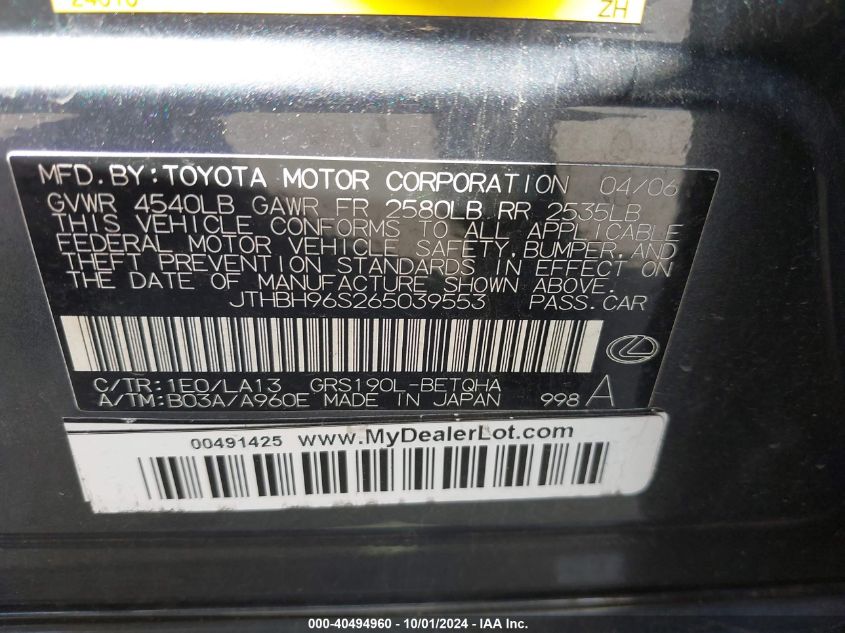 ZH
MFD. BY: TOYOTA MOTOR CORPORATION 04/06
GVWR 4540LB GAWR FR 2580LB RR 2535LB
THIS VEHICLE CONFORMS TO ALL APPLICABLE
FEDERAL MOTOR VEHICLE SAFETY, BUMPER, AND
THEFT PREVENTION STANDARDS IN EFFECT ON
THE DATE OF MANUFACTURE SHOWN ABOVE.
JTHBH96S265039553 PASS. CAR
C/TR: 1E0/LA13 GRS190L-BETQHA
A/TM: B03A/A960E MADE IN JAPAN 998 A
00491425 www.MyDealerLot.com
000-40494960 - 10/01/2024 - IAA Inc.